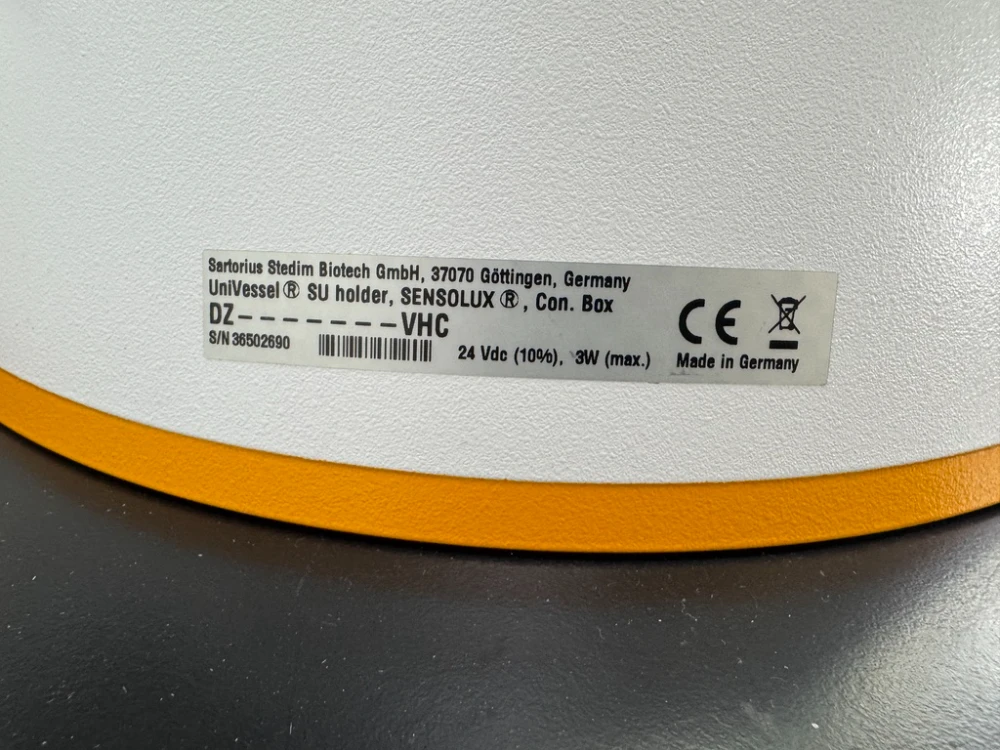 Sartorius Stedim Biotech GmbH, 37070 Göttingen, Germany
UniVessel® SU holder, SENSOLUX®, Con. Box
DZ-------VHC
S/N 36502690
24 Vdc (10%), 3W (max.)
CE
Made in Germany